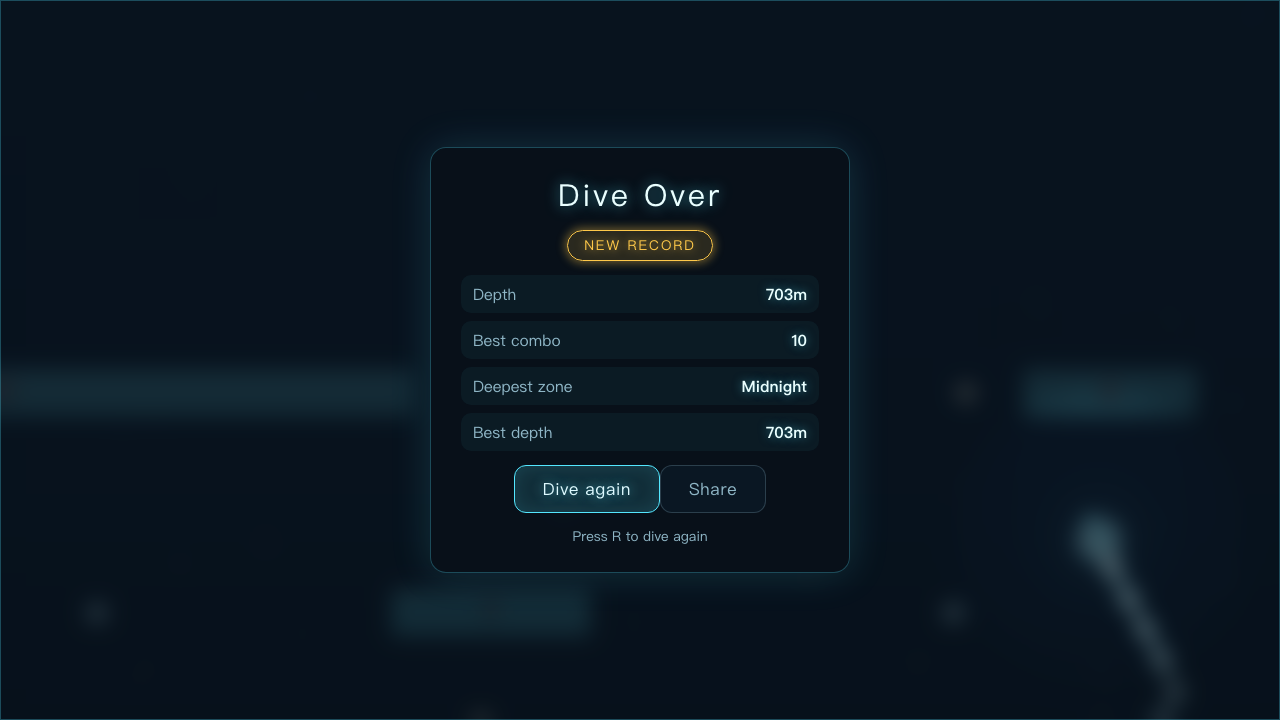 Dive Over
NEW RECORD
Depth 703m
Best combo 10
Deepest zone Midnight
Best depth 703m
Dive again Share
Press R to dive again